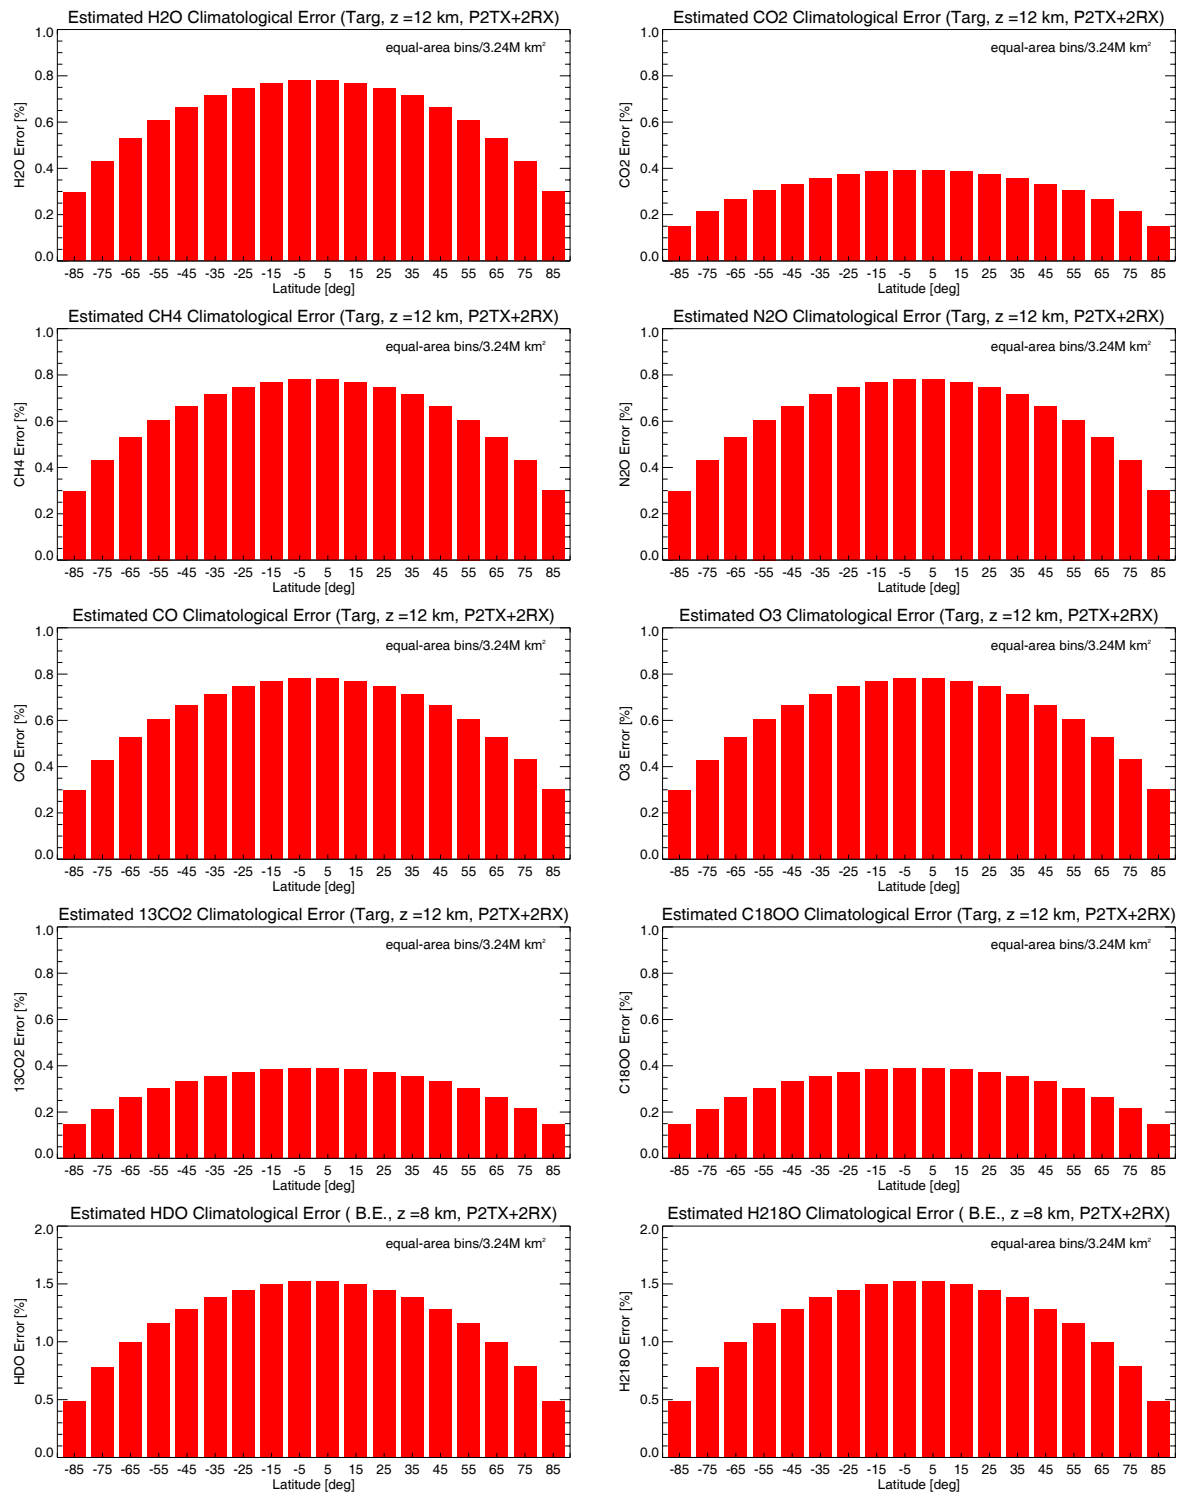 Estimated H2O Climatological Error (Targ, z =12 km, P2TX+2RX)
equal-area bins/3.24M km²
H2O Error [%]
1.0
0.8
0.6
0.4
0.2
0.0
-85 -75 -65 -55 -45 -35 -25 -15 -5 5 15 25 35 45 55 65 75 85
Latitude [deg]
Estimated CO2 Climatological Error (Targ, z =12 km, P2TX+2RX)
equal-area bins/3.24M km²
CO2 Error [%]
1.0
0.8
0.6
0.4
0.2
0.0
-85 -75 -65 -55 -45 -35 -25 -15 -5 5 15 25 35 45 55 65 75 85
Latitude [deg]
Estimated CH4 Climatological Error (Targ, z =12 km, P2TX+2RX)
equal-area bins/3.24M km²
CH4 Error [%]
1.0
0.8
0.6
0.4
0.2
0.0
-85 -75 -65 -55 -45 -35 -25 -15 -5 5 15 25 35 45 55 65 75 85
Latitude [deg]
Estimated N2O Climatological Error (Targ, z =12 km, P2TX+2RX)
equal-area bins/3.24M km²
N2O Error [%]
1.0
0.8
0.6
0.4
0.2
0.0
-85 -75 -65 -55 -45 -35 -25 -15 -5 5 15 25 35 45 55 65 75 85
Latitude [deg]
Estimated CO Climatological Error (Targ, z =12 km, P2TX+2RX)
equal-area bins/3.24M km²
CO Error [%]
1.0
0.8
0.6
0.4
0.2
0.0
-85 -75 -65 -55 -45 -35 -25 -15 -5 5 15 25 35 45 55 65 75 85
Latitude [deg]
Estimated O3 Climatological Error (Targ, z =12 km, P2TX+2RX)
equal-area bins/3.24M km²
O3 Error [%]
1.0
0.8
0.6
0.4
0.2
0.0
-85 -75 -65 -55 -45 -35 -25 -15 -5 5 15 25 35 45 55 65 75 85
Latitude [deg]
Estimated 13CO2 Climatological Error (Targ, z =12 km, P2TX+2RX)
equal-area bins/3.24M km²
13CO2 Error [%]
1.0
0.8
0.6
0.4
0.2
0.0
-85 -75 -65 -55 -45 -35 -25 -15 -5 5 15 25 35 45 55 65 75 85
Latitude [deg]
Estimated C18OO Climatological Error (Targ, z =12 km, P2TX+2RX)
equal-area bins/3.24M km²
C18OO Error [%]
1.0
0.8
0.6
0.4
0.2
0.0
-85 -75 -65 -55 -45 -35 -25 -15 -5 5 15 25 35 45 55 65 75 85
Latitude [deg]
Estimated HDO Climatological Error ( B.E., z =8 km, P2TX+2RX)
equal-area bins/3.24M km²
HDO Error [%]
2.0
1.5
1.0
0.5
0.0
-85 -75 -65 -55 -45 -35 -25 -15 -5 5 15 25 35 45 55 65 75 85
Latitude [deg]
Estimated H218O Climatological Error ( B.E., z =8 km, P2TX+2RX)
equal-area bins/3.24M km²
H218O Error [%]
2.0
1.5
1.0
0.5
0.0
-85 -75 -65 -55 -45 -35 -25 -15 -5 5 15 25 35 45 55 65 75 85
Latitude [deg]